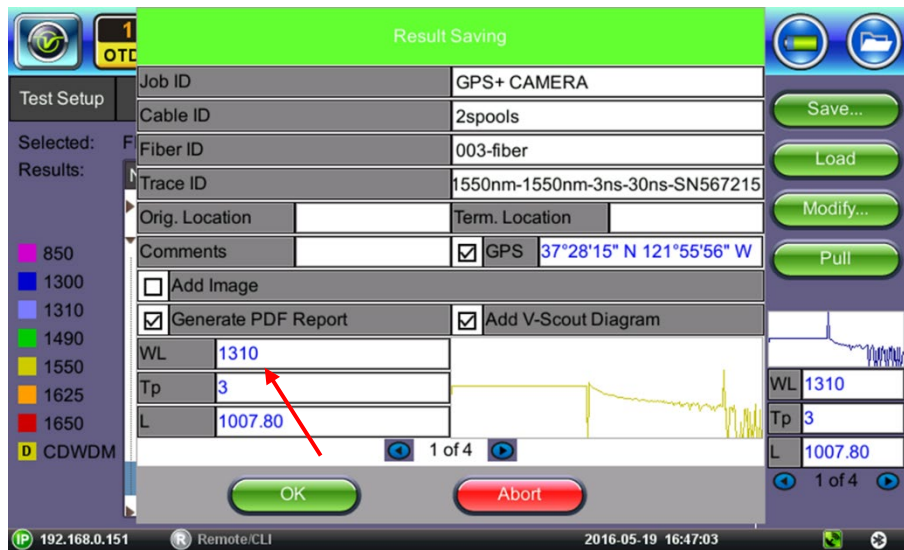 1
OTD
Result Saving
Job ID
GPS+ CAMERA
Test Setup
Cable ID
2spools
Save...
Selected:
Fiber ID
003-fiber
Results:
Load
Trace ID
1550nm-1550nm-3ns-30ns-SN567215
Orig. Location
Term. Location
Modify...
850
Comments
GPS
37°28'15" N 121°55'56" W
Pull
1300
Add Image
1310
Generate PDF Report
Add V-Scout Diagram
1490
WL
1310
1550
WL 1310
1625
Tp
3
1650
Tp 3
L
1007.80
D CDWDM
1 of 4
L 1007.80
OK
Abort
1 of 4
IP 192.168.0.151
R Remote/CLI
2016-05-19 16:47:03